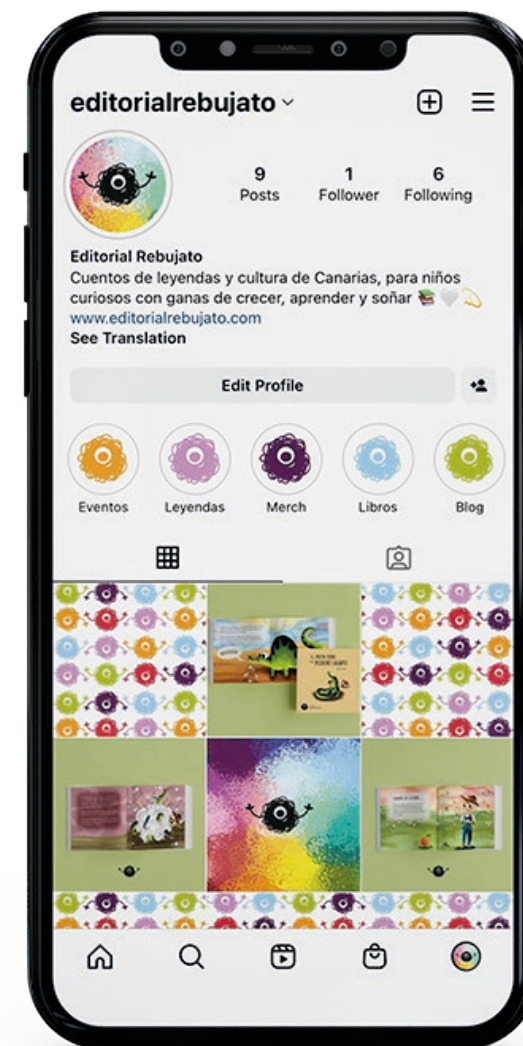 editorialrebujato
9 1 6
Posts Follower Following
Editorial Rebujato
Cuentos de leyendas y cultura de Canarias, para niños
curiosos con ganas de crecer, aprender y soñar 📚 🤍 💫
www.editorialrebujato.com
See Translation
Edit Profile
Eventos Leyendas Merch Libros Blog